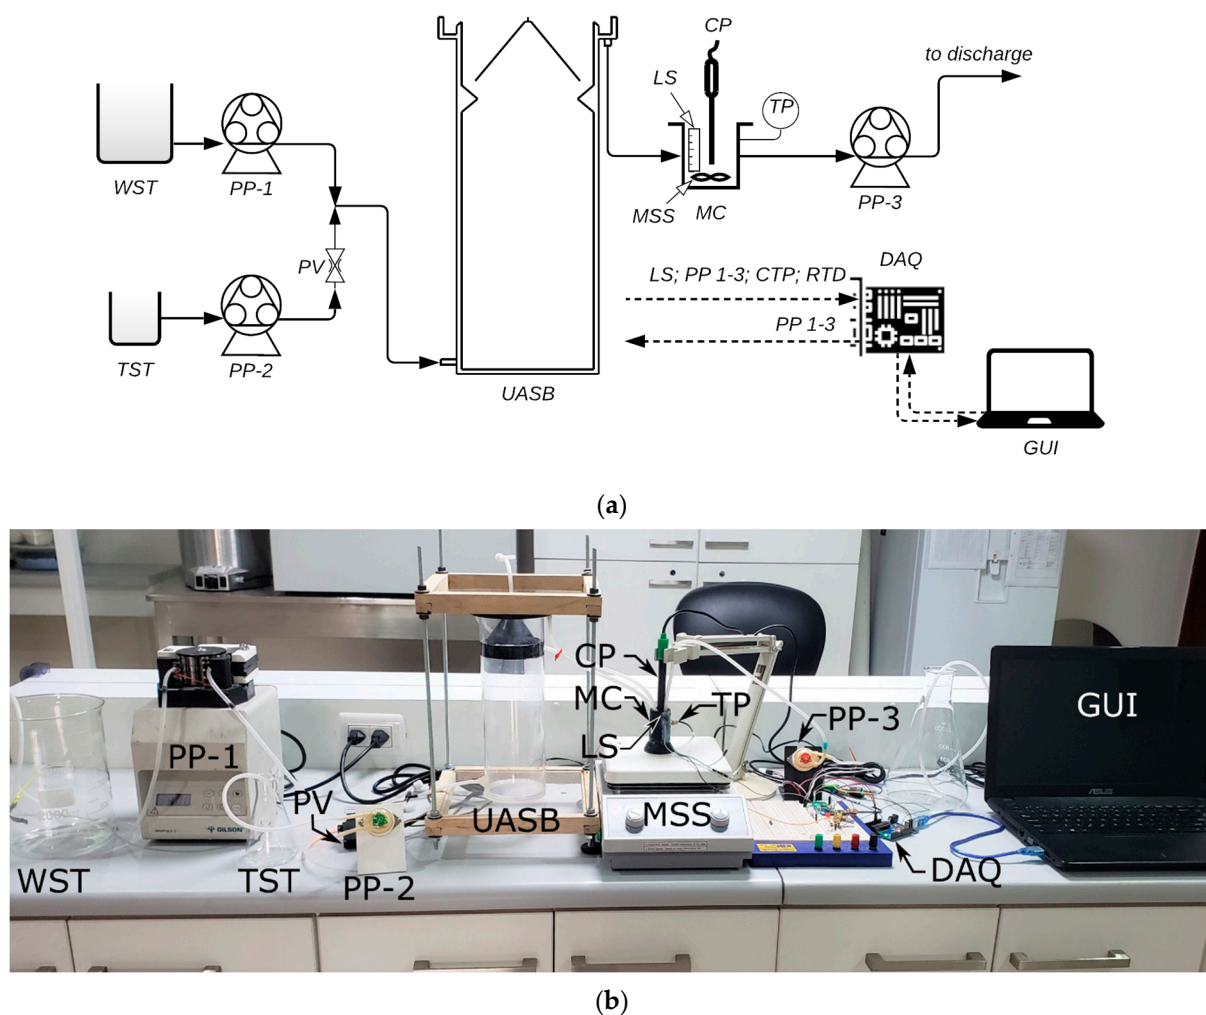 CP
to discharge
LS
TP
WST
PP-1
MSS
MC
PP-3
PV
DAQ
LS; PP 1-3; CTP; RTD
PP 1-3
TST
PP-2
UASB
GUI
(a)
CP
MC
TP
LS
PP-3
GUI
PP-1
PV
UASB
MSS
GILSON
ASUS
WST
TST
PP-2
DAQ
(b)